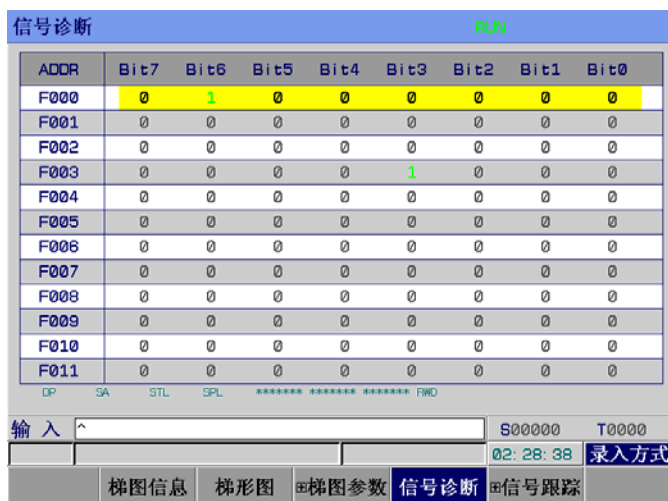 信号诊断 RUN
ADDR Bit7 Bit6 Bit5 Bit4 Bit3 Bit2 Bit1 Bit0
F000 0 1 0 0 0 0 0 0
F001 0 0 0 0 0 0 0 0
F002 0 0 0 0 0 0 0 0
F003 0 0 0 0 1 0 0 0
F004 0 0 0 0 0 0 0 0
F005 0 0 0 0 0 0 0 0
F006 0 0 0 0 0 0 0 0
F007 0 0 0 0 0 0 0 0
F008 0 0 0 0 0 0 0 0
F009 0 0 0 0 0 0 0 0
F010 0 0 0 0 0 0 0 0
F011 0 0 0 0 0 0 0 0
DP SA STL SPL ******* ******* ******* RWD
输 入 ^ S00000 T0000
02:28:38 录入方式
梯图信息 梯形图 ⊞梯图参数 信号诊断 ⊞信号跟踪